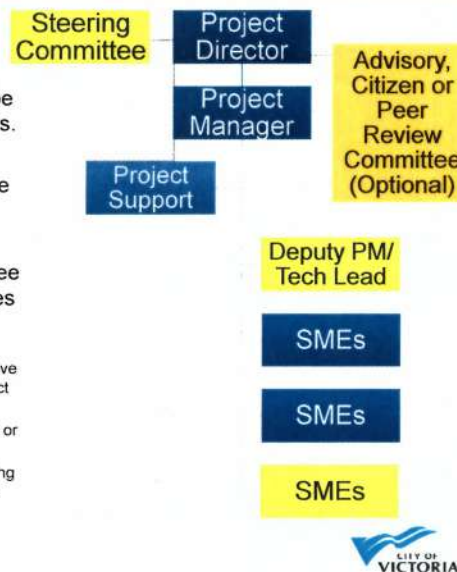 Steering
Committee
Project
Director
Project
Manager
Project
Support
Advisory,
Citizen or
Peer
Review
Committee
(Optional)
Deputy PM/
Tech Lead
SMEs
SMEs
SMEs
or
CITY OF
VICTORIA